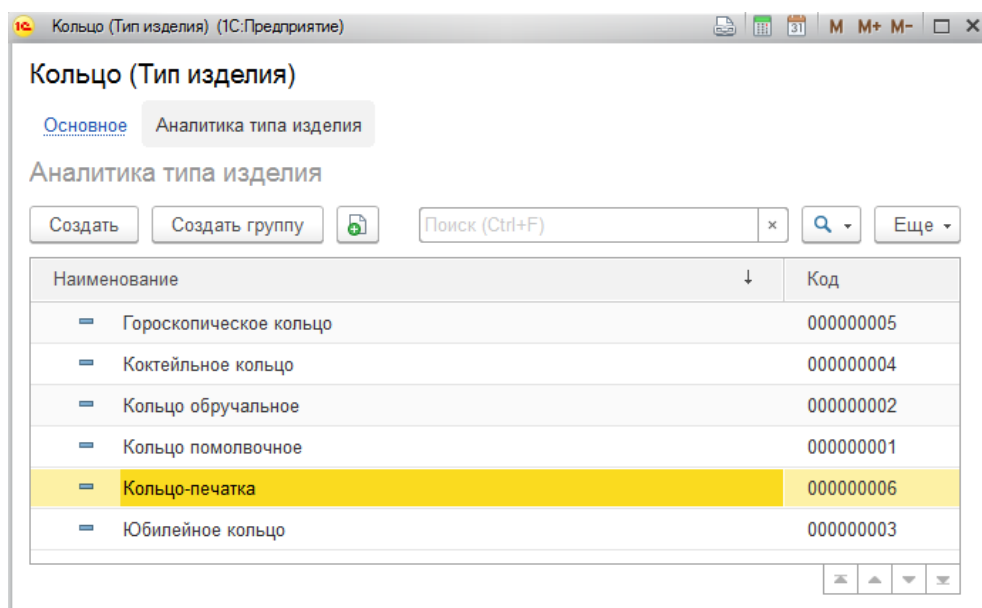 1С Кольцо (Тип изделия) (1С:Предприятие) 31 M M+ M-
Кольцо (Тип изделия)
Основное Аналитика типа изделия
Аналитика типа изделия
Создать Создать группу Поиск (Ctrl+F) × Еще
Наименование ↓ Код
Гороскопическое кольцо 000000005
Коктейльное кольцо 000000004
Кольцо обручальное 000000002
Кольцо помолвочное 000000001
Кольцо-печатка 000000006
Юбилейное кольцо 000000003